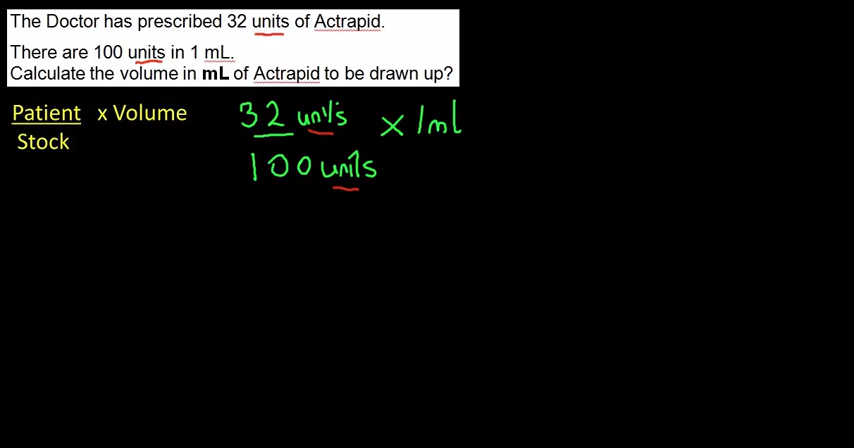 The Doctor has prescribed 32 units of Actrapid.
There are 100 units in 1 mL.
Calculate the volume in mL of Actrapid to be drawn up?
Patient x Volume
Stock
32 units x 1ml
100 units